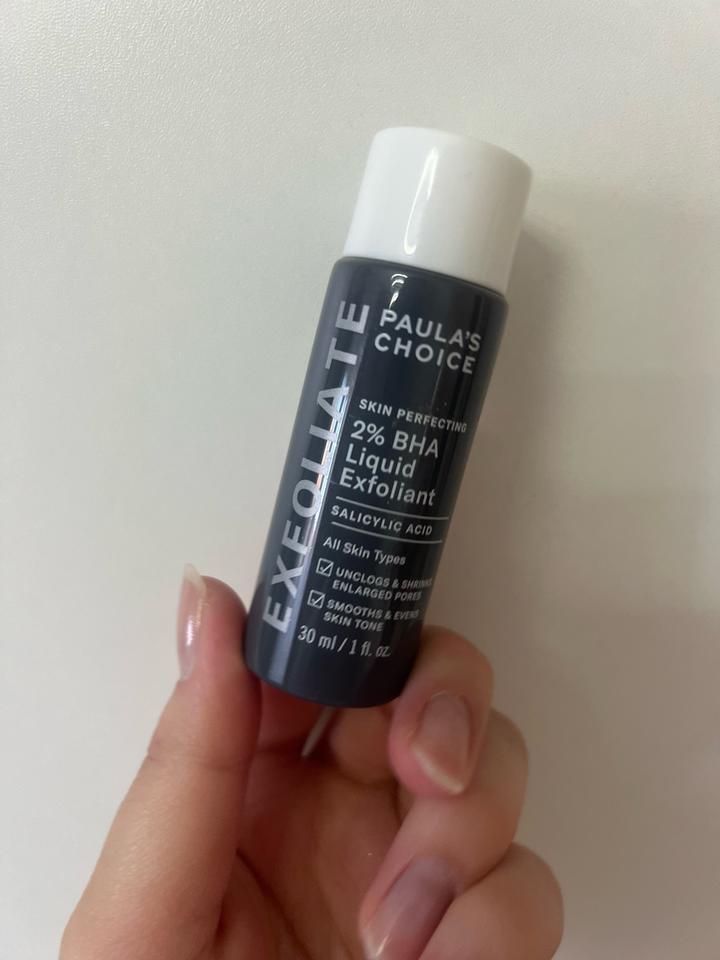 EXFOLIATE
PAULA'S
CHOICE
SKIN PERFECTING
2% BHA
Liquid
Exfoliant
SALICYLIC ACID
All Skin Types
UNCLOGS & SHRINKS
ENLARGED PORES
SMOOTHS & EVENS
SKIN TONE
30 ml / 1 fl. oz.